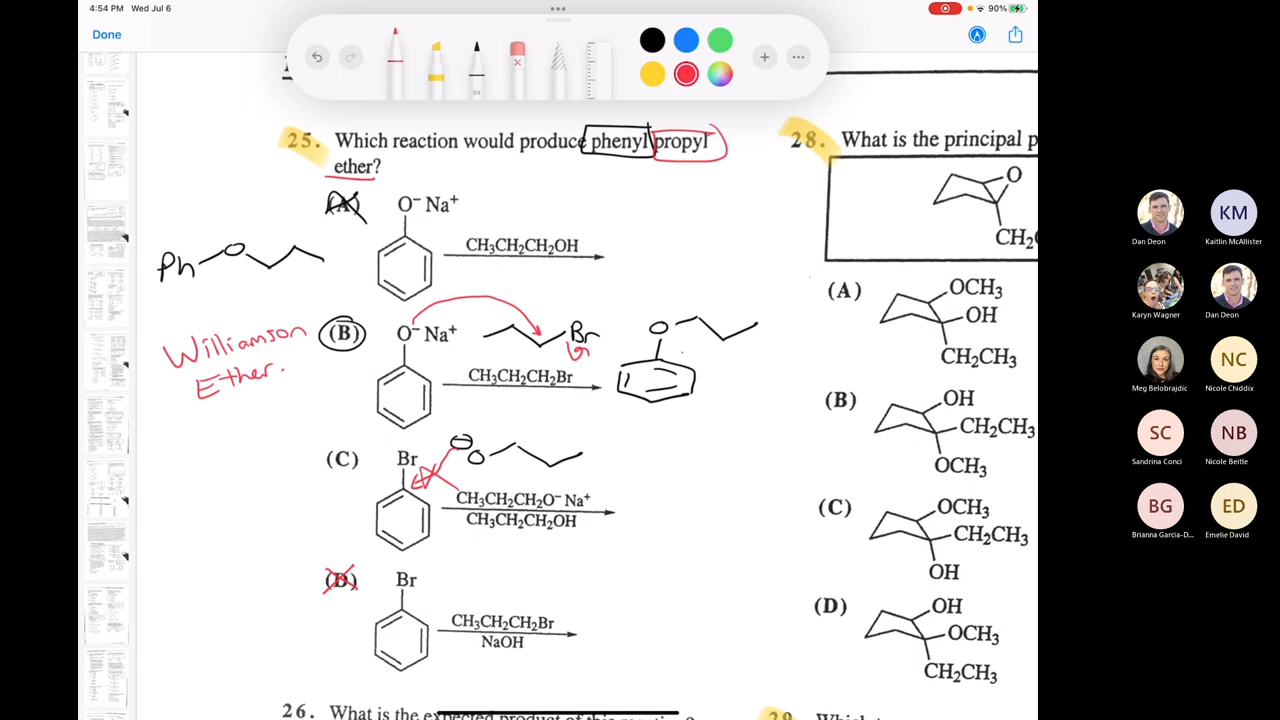 4:54 PM Wed Jul 6
90%
Done
25. Which reaction would produce phenyl propyl
ether?
(A)
O⁻ Na⁺
CH₃CH₂CH₂OH
Ph O
Williamson
Ether.
(B)
O⁻ Na⁺
Br
CH₃CH₂CH₂Br
O
(C)
Br
⊖
O
CH₃CH₂CH₂O⁻ Na⁺
CH₃CH₂CH₂OH
(D)
Br
CH₃CH₂CH₂Br
NaOH
26. What is the expected product of this reaction?
28. What is the principal p
O
CH₂C
(A)
OCH₃
OH
CH₂CH₃
(B)
OH
CH₂CH₃
OCH₃
(C)
OCH₃
CH₂CH₃
OH
(D)
OH
OCH₃
CH₂CH₃
Which
Dan Deon
KM
Kaitlin McAllister
Karyn Wagner
Dan Deon
Meg Belobrajdic
NC
Nicole Chiddix
SC
Sandrina Conci
NB
Nicole Beitle
BG
Brianna Garcia-D...
ED
Emelie David